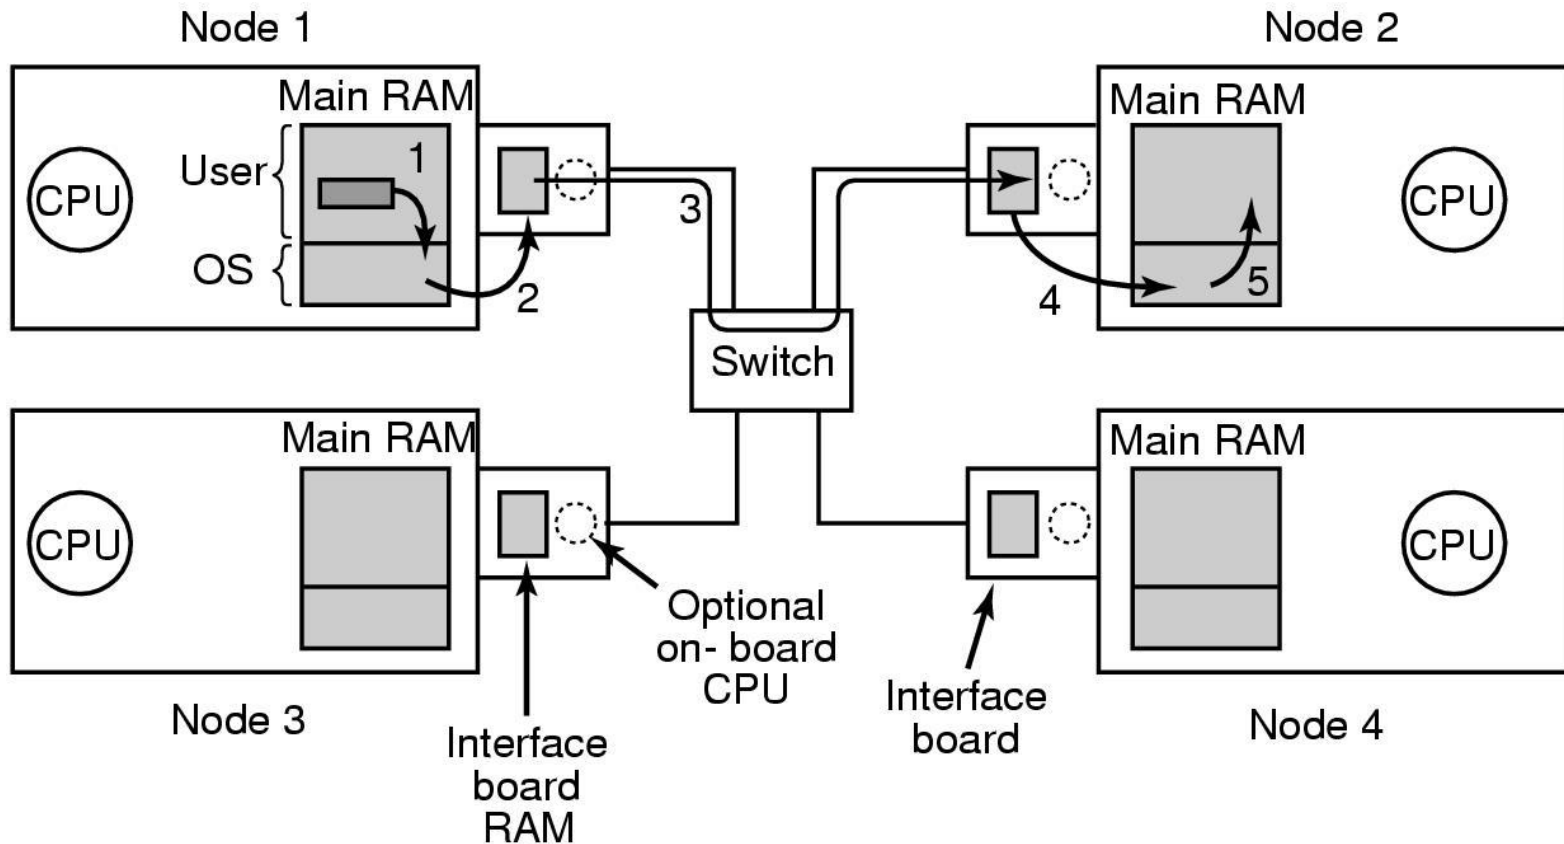 Node 1
Node 2
Main RAM
Main RAM
User
1
CPU
3
CPU
OS
2
4
5
Switch
Main RAM
Main RAM
CPU
CPU
Optional
on- board
CPU
Interface
board
Node 3
Node 4
Interface
board
RAM